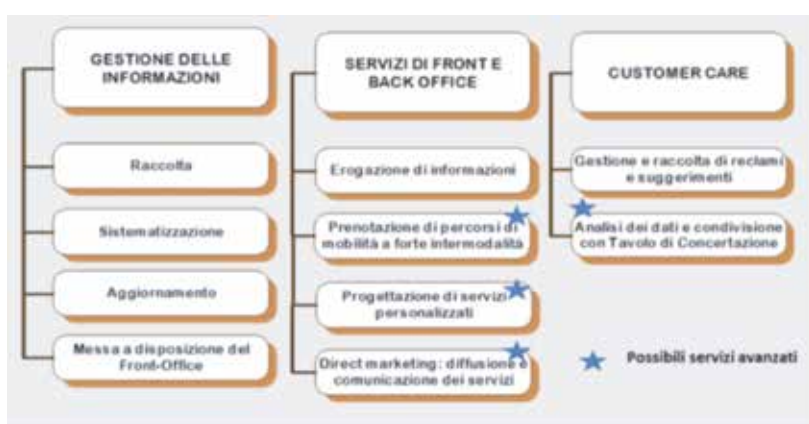 GESTIONE DELLE
INFORMAZIONI
Raccolta
Sistematizzazione
Aggiornamento
Messa a disposizione del
Front-Office
SERVIZI DI FRONT E
BACK OFFICE
Erogazione di informazioni
Prenotazione di percorsi di
mobilità a forte intermodalità
Progettazione di servizi
personalizzati
Direct marketing: diffusione e
comunicazione dei servizi
CUSTOMER CARE
Gestione e raccolta di reclami
e suggerimenti
Analisi dei dati e condivisione
con Tavolo di Concertazione
Possibili servizi avanzati